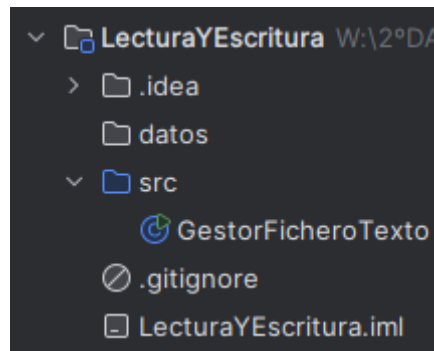 LecturaYEscritura W:\2ºDA
.idea
datos
src
GestorFicheroTexto
.gitignore
LecturaYEscritura.iml